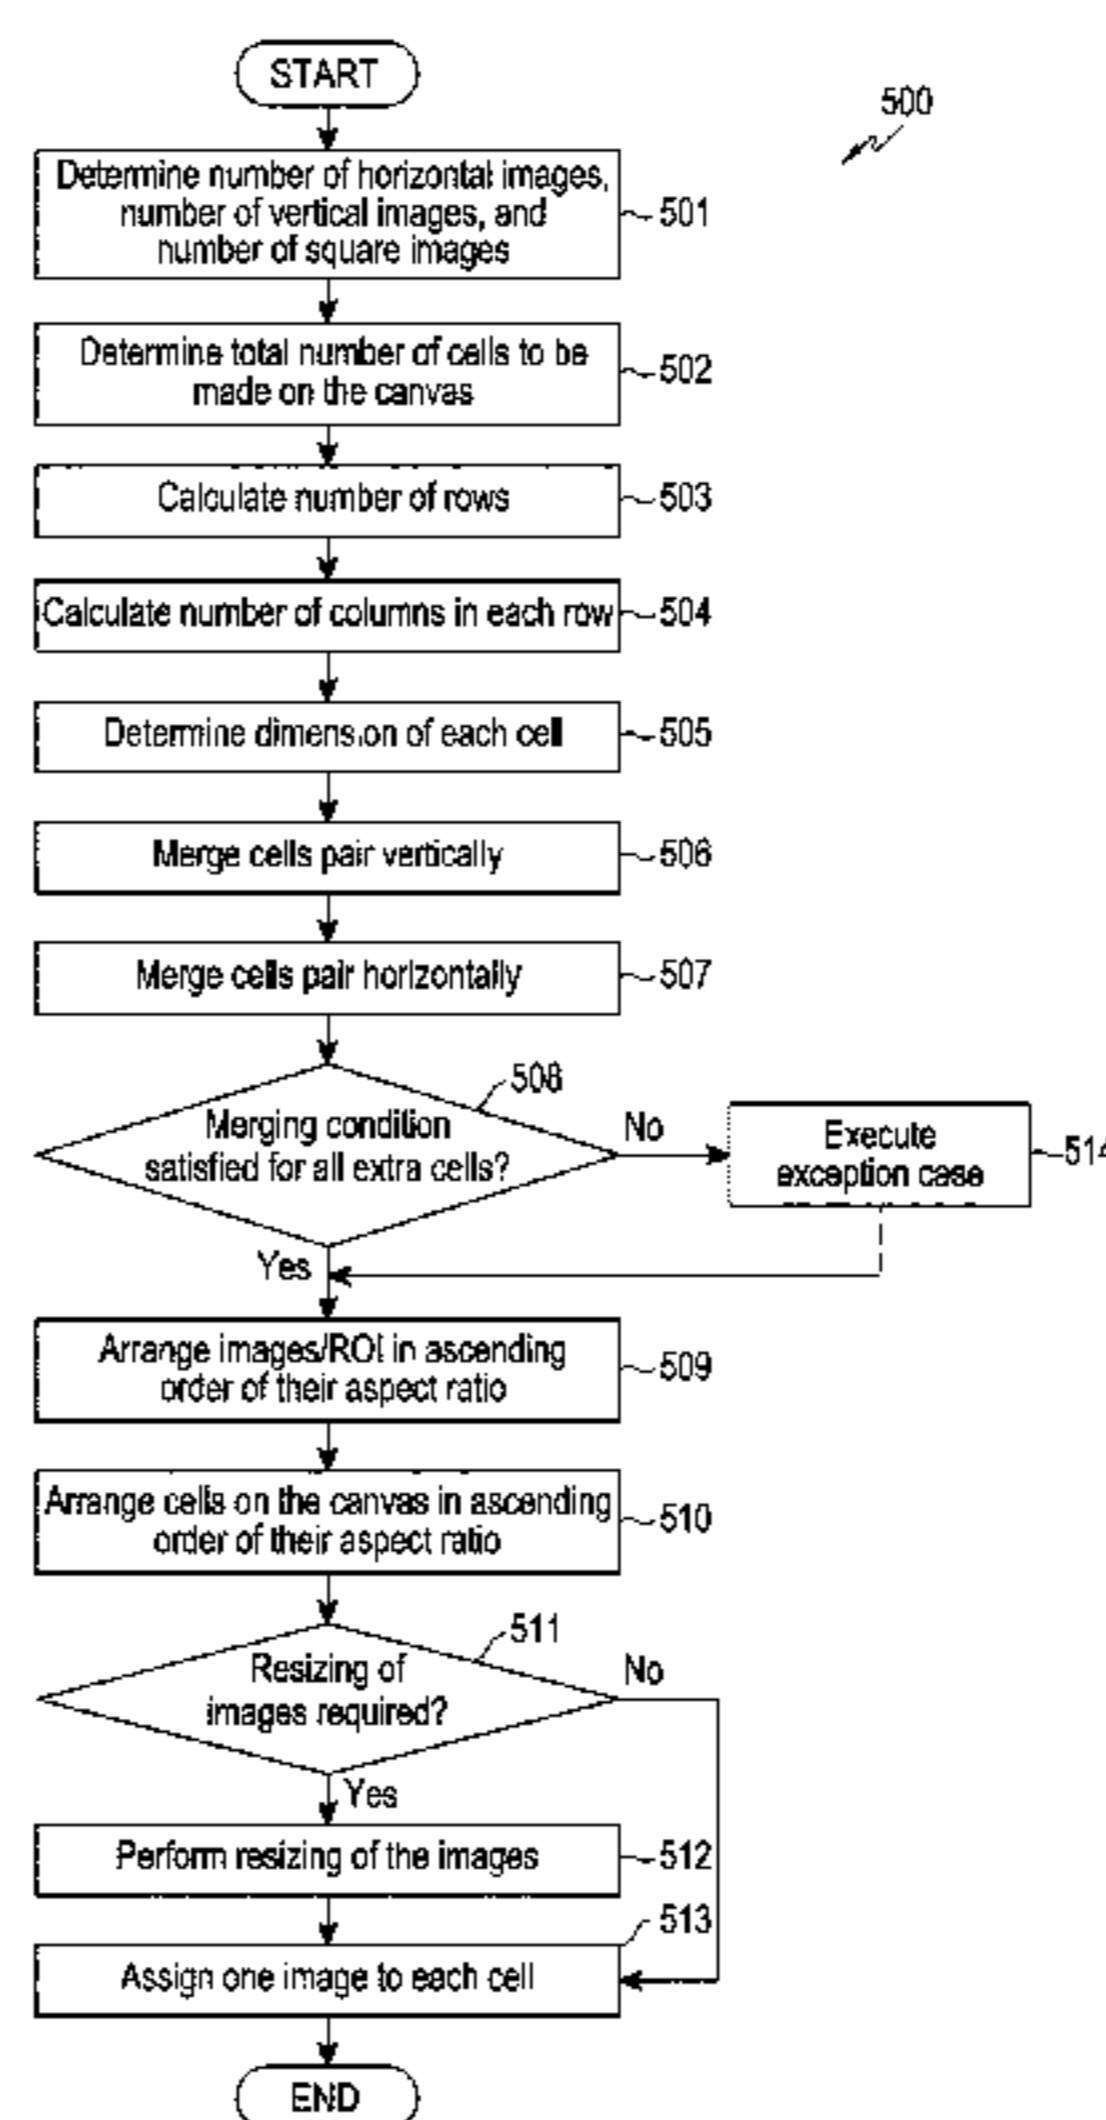 START
500
Determine number of horizontal images,
number of vertical images, and
number of square images
501
Determine total number of cells to be
made on the canvas
502
Calculate number of rows
503
Calculate number of columns in each row
504
Determine dimension of each cell
505
Merge cells pair vertically
506
Merge cells pair horizontally
507
508
Merging condition
satisfied for all extra cells?
No
Execute
exception case
514
Yes
Arrange images/ROI in ascending
order of their aspect ratio
509
Arrange cells on the canvas in ascending
order of their aspect ratio
510
511
Resizing of
images required?
No
Yes
Perform resizing of the images
512
513
Assign one image to each cell
END